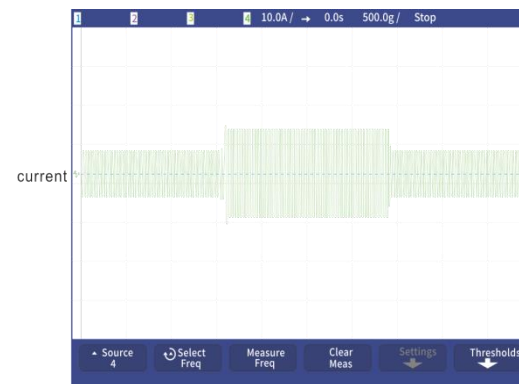 1 2 3 4 10.0A/ → 0.0s 500.0g/ Stop
current
Source
4
Select
Freq
Measure
Freq
Clear
Meas
Settings
Thresholds